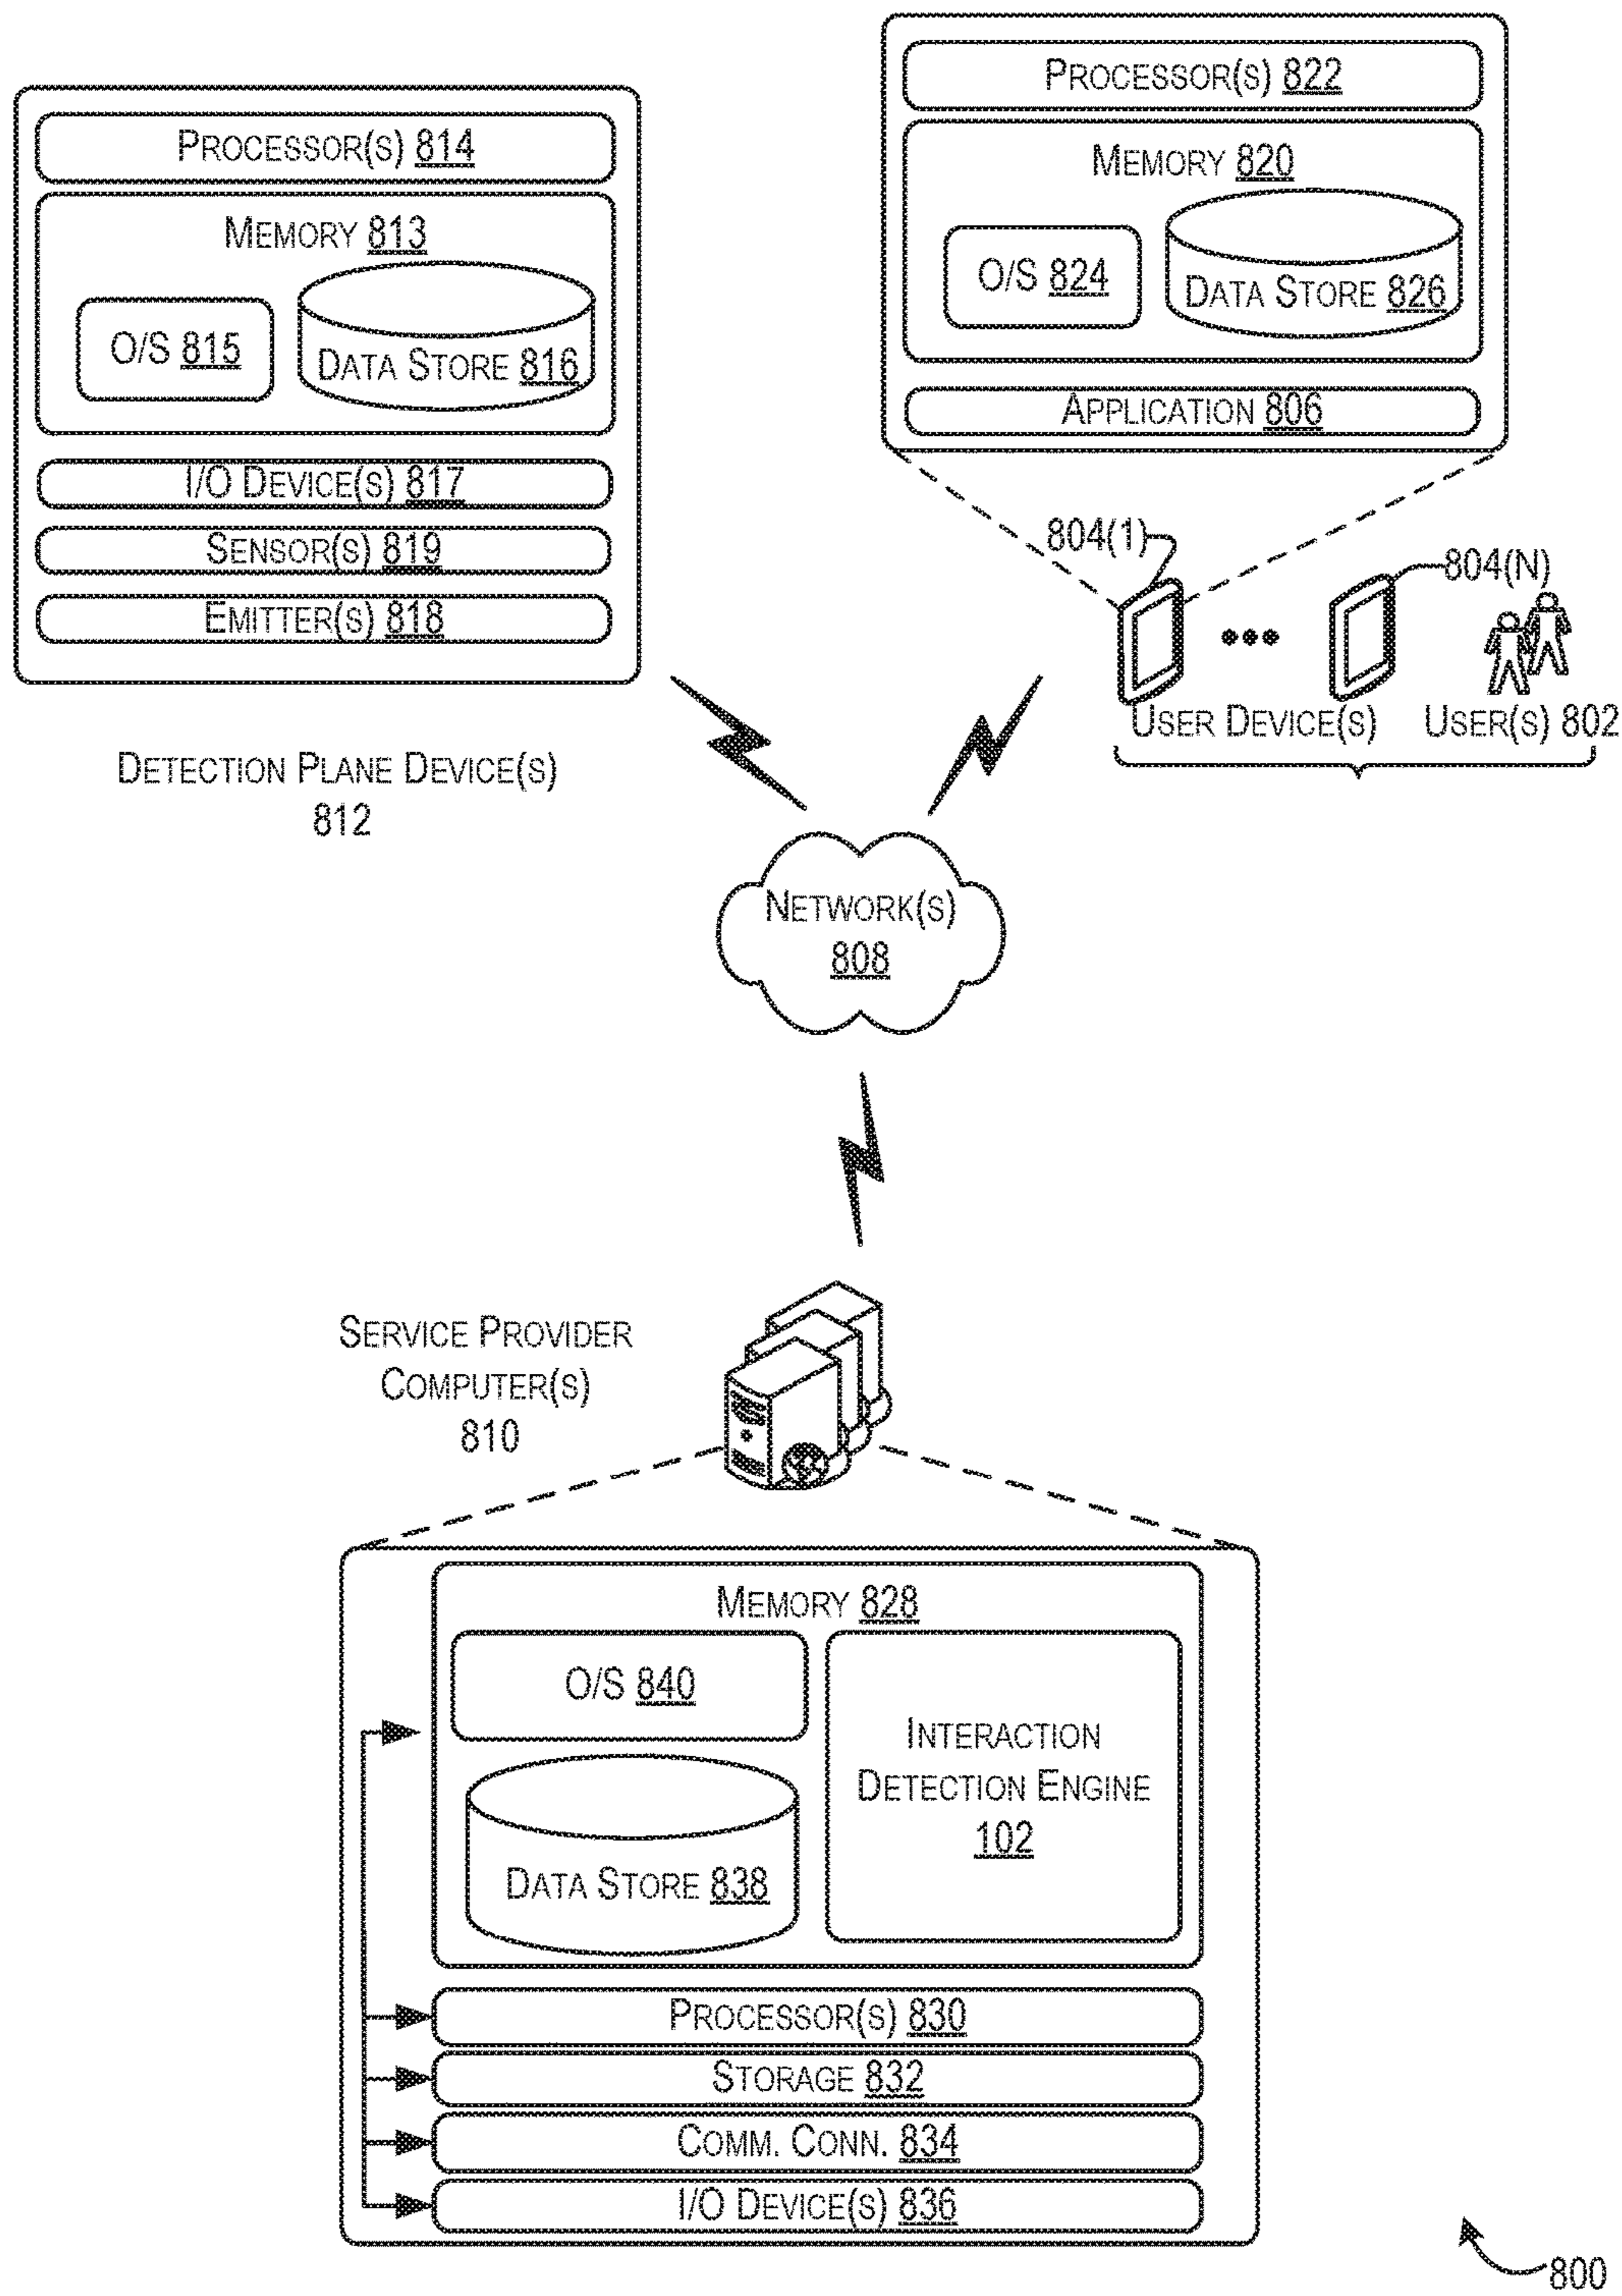 PROCESSOR(S) 814
MEMORY 813
O/S 815
DATA STORE 816
I/O DEVICE(S) 817
SENSOR(S) 819
EMITTER(S) 818
DETECTION PLANE DEVICE(S)
812
PROCESSOR(S) 822
MEMORY 820
O/S 824
DATA STORE 826
APPLICATION 806
804(1)
804(N)
USER DEVICE(S)
USER(S) 802
NETWORK(S)
808
SERVICE PROVIDER
COMPUTER(S)
810
MEMORY 828
O/S 840
DATA STORE 838
INTERACTION
DETECTION ENGINE
102
PROCESSOR(S) 830
STORAGE 832
COMM. CONN. 834
I/O DEVICE(S) 836
800